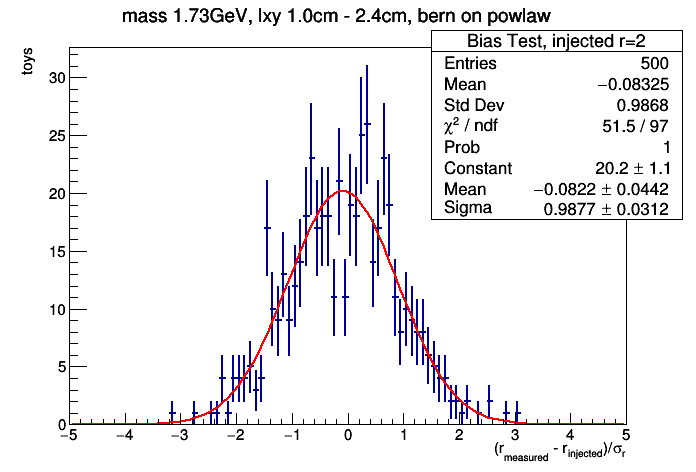 mass 1.73GeV, lxy 1.0cm - 2.4cm, bern on powlaw
toys
Bias Test, injected r=2
Entries 500
Mean −0.08325
Std Dev 0.9868
χ² / ndf 51.5 / 97
Prob 1
Constant 20.2 ± 1.1
Mean −0.0822 ± 0.0442
Sigma 0.9877 ± 0.0312
30
25
20
15
10
5
0
−5 −4 −3 −2 −1 0 1 2 3 4 5
(r_measured - r_injected)/σ_r